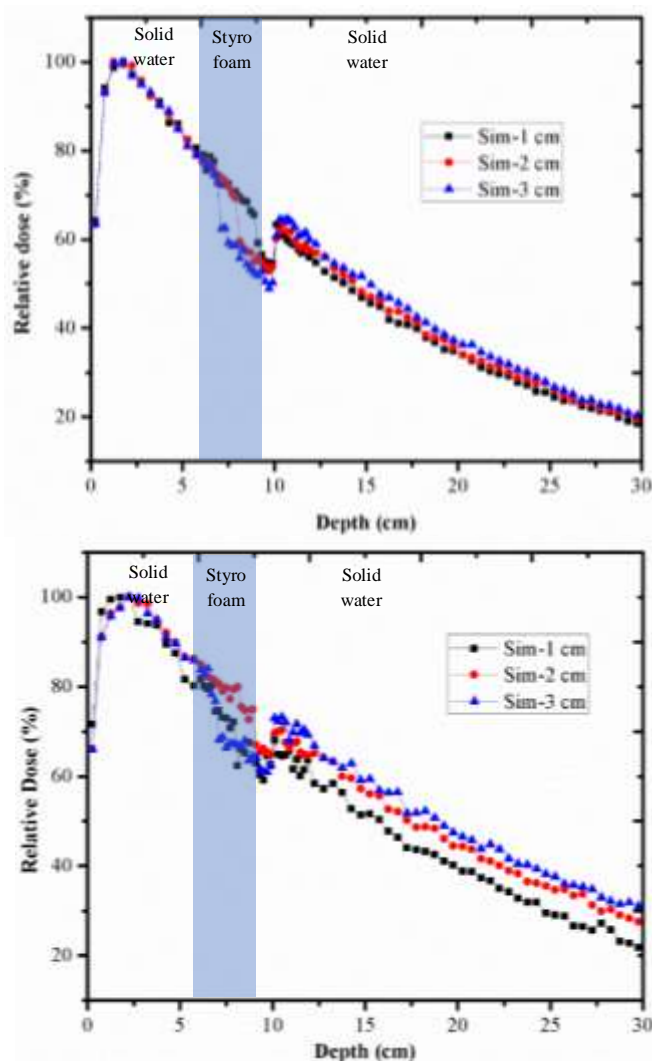 Solid
water
Styro
foam
Solid
water
Relative dose (%)
100
80
60
40
20
Sim-1 cm
Sim-2 cm
Sim-3 cm
0 5 10 15 20 25 30
Depth (cm)
Solid
water
Styro
foam
Solid
water
Relative Dose (%)
100
80
60
40
20
Sim-1 cm
Sim-2 cm
Sim-3 cm
0 5 10 15 20 25 30
Depth (cm)